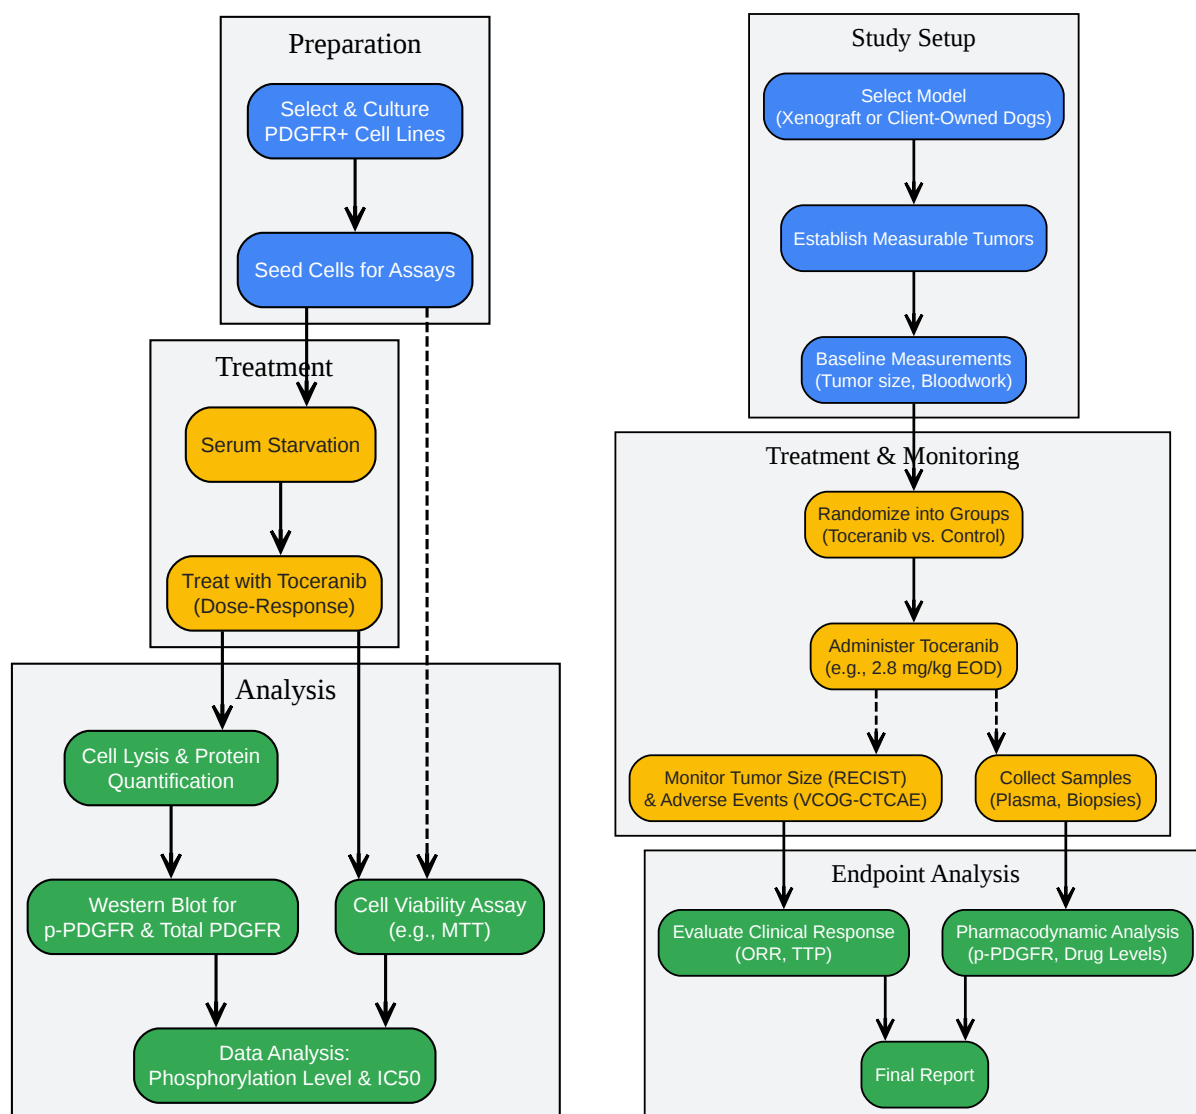 Preparation
Select & Culture
PDGFR+ Cell Lines
Seed Cells for Assays
Treatment
Serum Starvation
Treat with Toceranib
(Dose-Response)
Analysis
Cell Lysis & Protein
Quantification
Western Blot for
p-PDGFR & Total PDGFR
Cell Viability Assay
(e.g., MTT)
Data Analysis:
Phosphorylation Level & IC50
Study Setup
Select Model
(Xenograft or Client-Owned Dogs)
Establish Measurable Tumors
Baseline Measurements
(Tumor size, Bloodwork)
Treatment & Monitoring
Randomize into Groups
(Toceranib vs. Control)
Administer Toceranib
(e.g., 2.8 mg/kg EOD)
Monitor Tumor Size (RECIST)
& Adverse Events (VCOG-CTCAE)
Collect Samples
(Plasma, Biopsies)
Endpoint Analysis
Evaluate Clinical Response
(ORR, TTP)
Pharmacodynamic Analysis
(p-PDGFR, Drug Levels)
Final Report